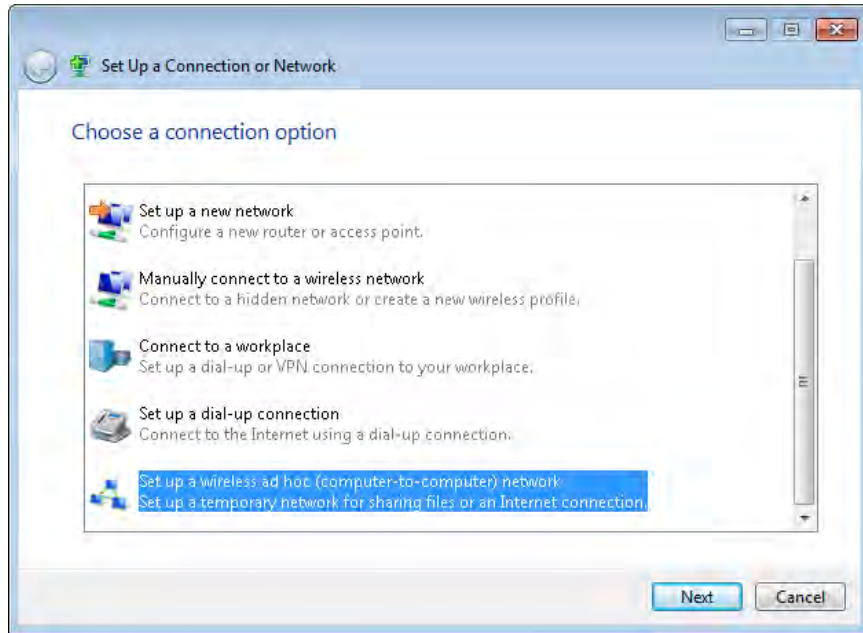 Set Up a Connection or Network
Choose a connection option
Set up a new network
Configure a new router or access point.
Manually connect to a wireless network
Connect to a hidden network or create a new wireless profile.
Connect to a workplace
Set up a dial-up or VPN connection to your workplace.
Set up a dial-up connection
Connect to the Internet using a dial-up connection.
Set up a wireless ad hoc (computer-to-computer) network
Set up a temporary network for sharing files or an Internet connection.
Next
Cancel